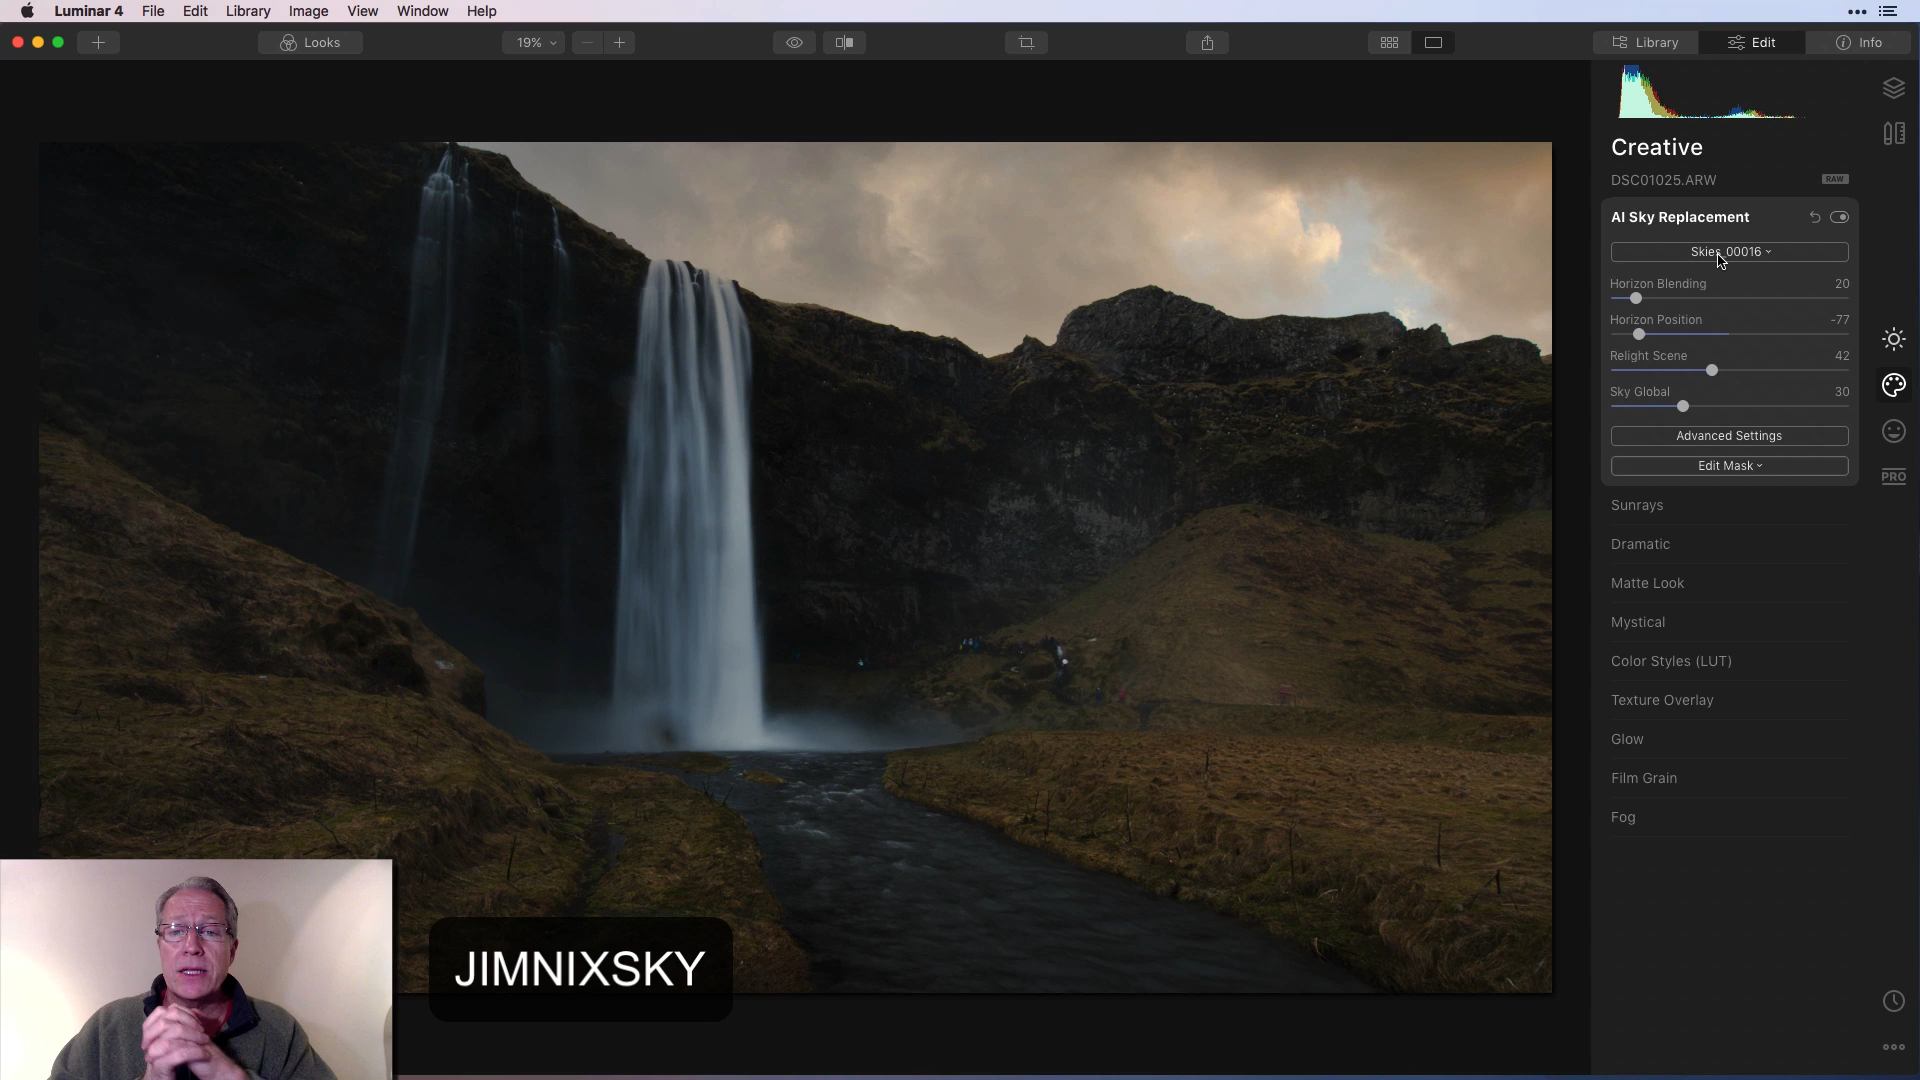 Luminar 4 File Edit Library Image View Window Help
Looks 19% Library Edit Info
Creative
DSC01025.ARW RAW
AI Sky Replacement
Skies_00016
Horizon Blending 20
Horizon Position -77
Relight Scene 42
Sky Global 30
Advanced Settings
Edit Mask
PRO
Sunrays
Dramatic
Matte Look
Mystical
Color Styles (LUT)
Texture Overlay
Glow
Film Grain
Fog
JIMNIXSKY